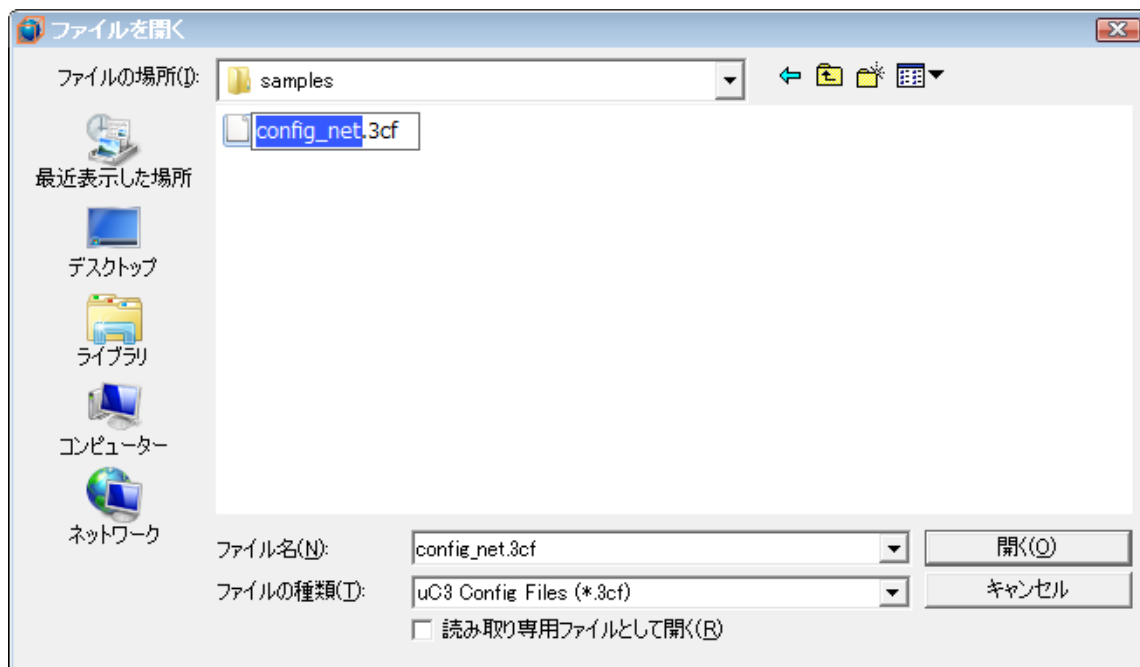 ファイルを開く
ファイルの場所(I):
samples
config_net.3cf
最近表示した場所
デスクトップ
ライブラリ
コンピューター
ネットワーク
ファイル名(N):
config_net.3cf
開く(O)
ファイルの種類(T):
uC3 Config Files (*.3cf)
キャンセル
読み取り専用ファイルとして開く(R)